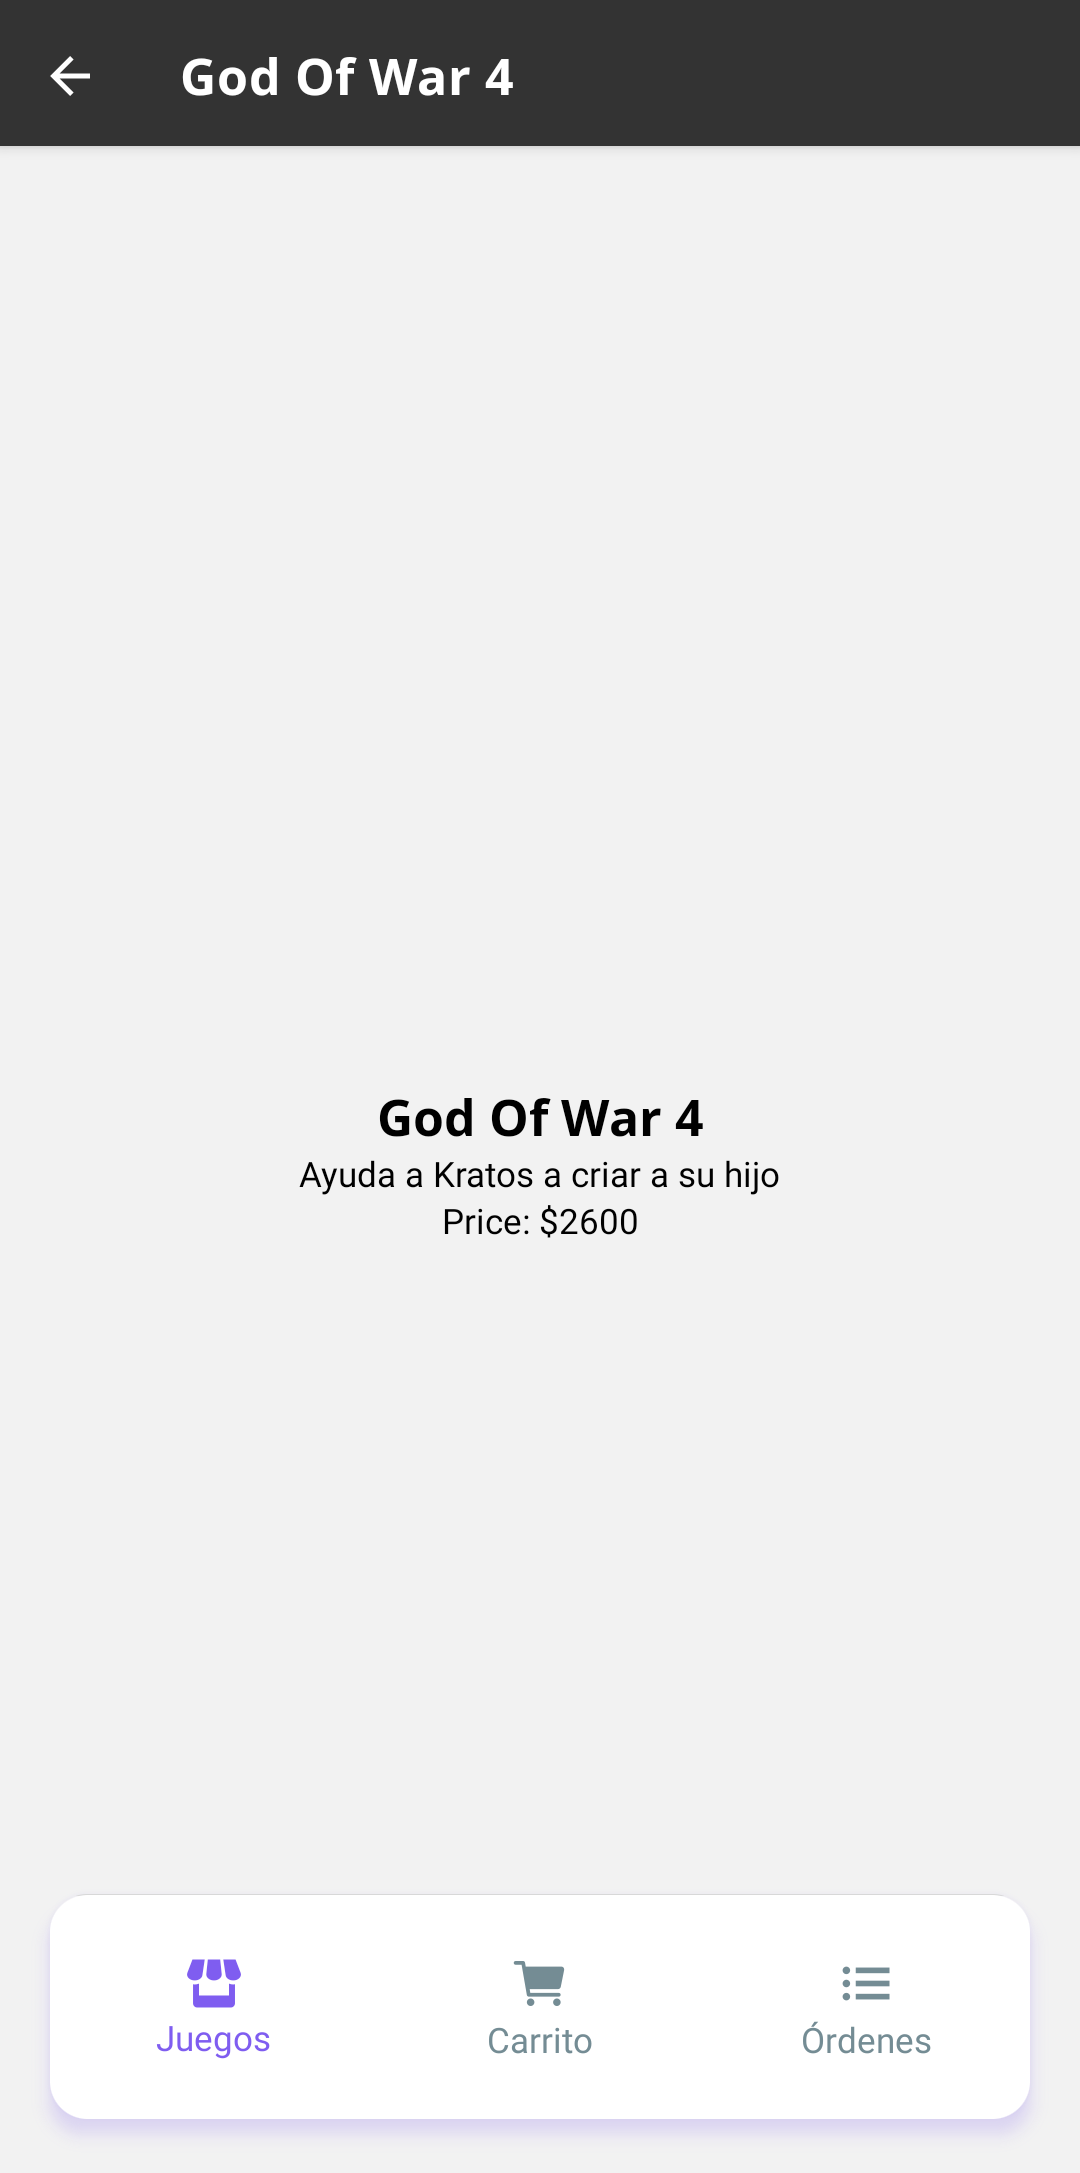 God Of War 4
God Of War 4
Ayuda a Kratos a criar a su hijo
Price: $2600
Juegos
Carrito
Órdenes